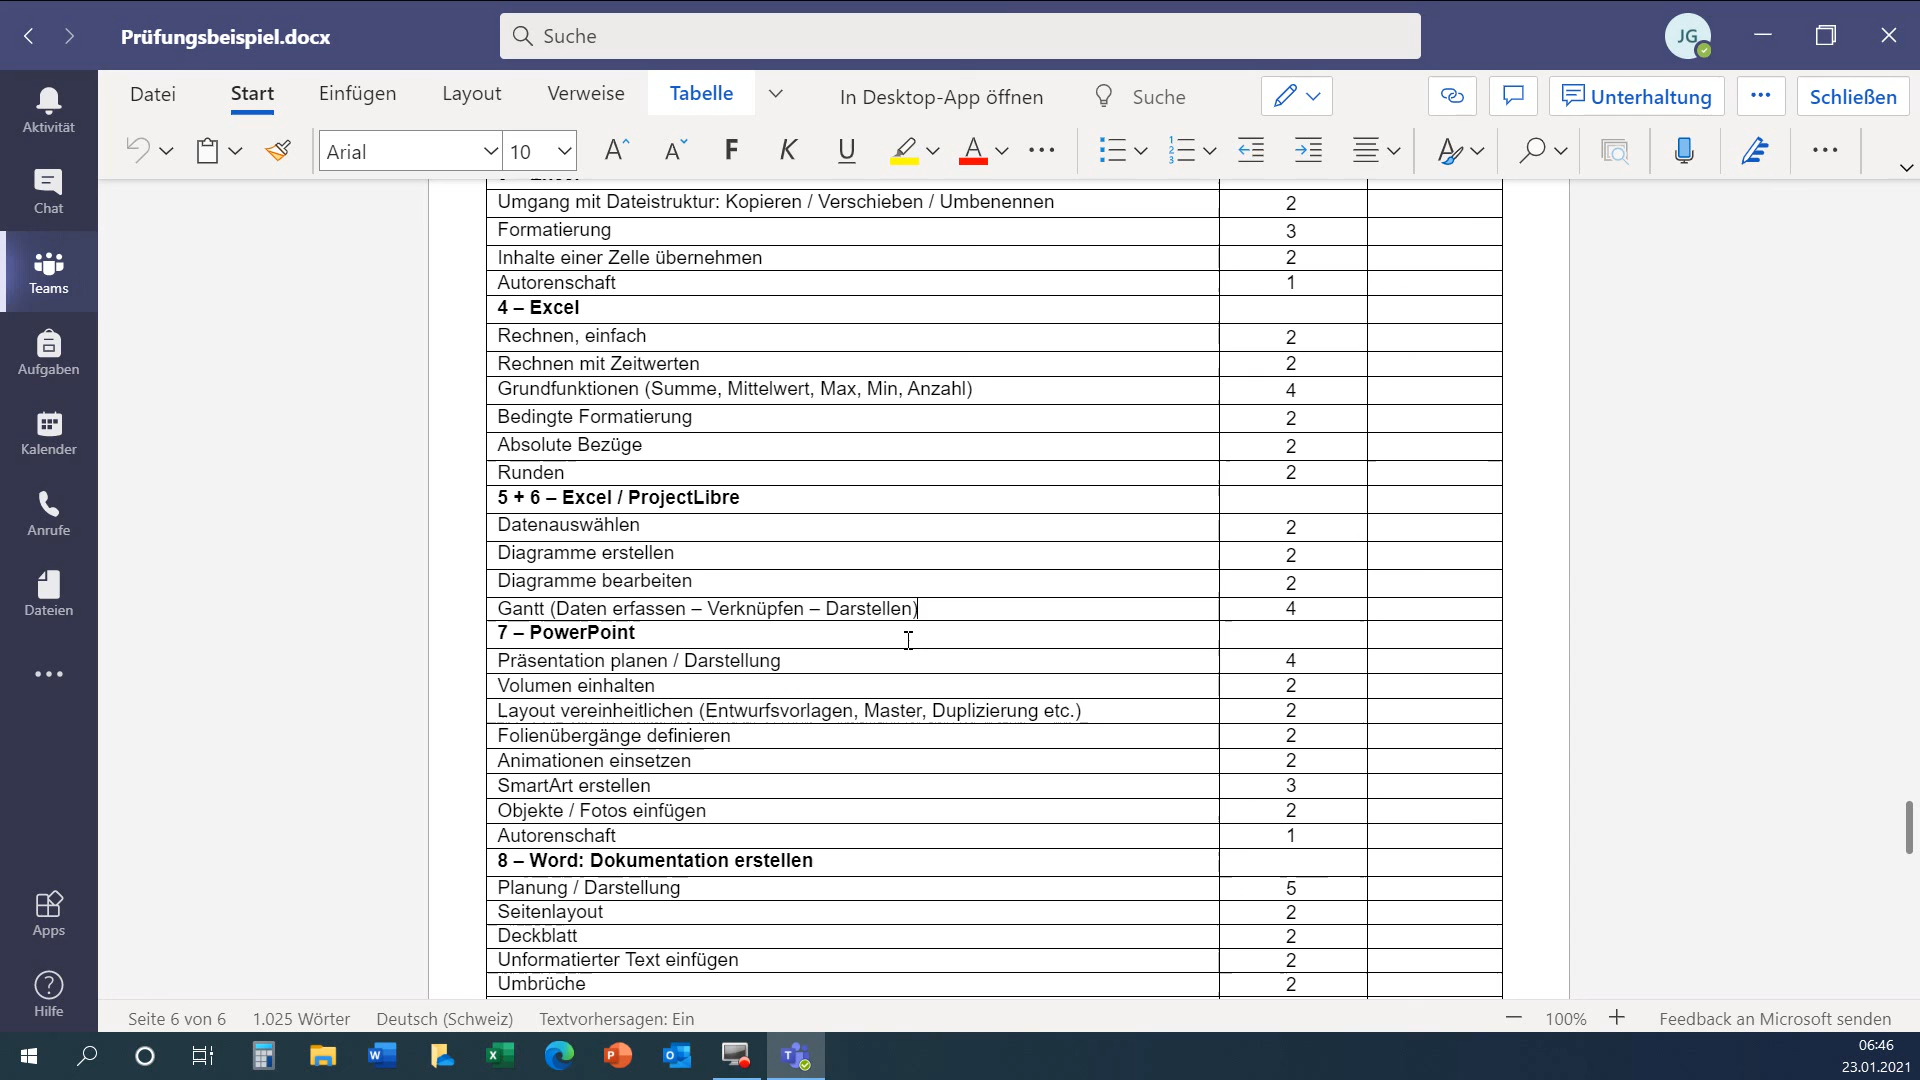 Prüfungsbeispiel.docx
Suche
JG
Datei Start Einfügen Layout Verweise Tabelle In Desktop-App öffnen Suche Unterhaltung Schließen
Arial 10 F K U
Aktivität
Chat
Teams
Aufgaben
Kalender
Anrufe
Dateien
Apps
Hilfe
Umgang mit Dateistruktur: Kopieren / Verschieben / Umbenennen 2
Formatierung 3
Inhalte einer Zelle übernehmen 2
Autorenschaft 1
4 – Excel
Rechnen, einfach 2
Rechnen mit Zeitwerten 2
Grundfunktionen (Summe, Mittelwert, Max, Min, Anzahl) 4
Bedingte Formatierung 2
Absolute Bezüge 2
Runden 2
5 + 6 – Excel / ProjectLibre
Datenauswählen 2
Diagramme erstellen 2
Diagramme bearbeiten 2
Gantt (Daten erfassen – Verknüpfen – Darstellen) 4
7 – PowerPoint
Präsentation planen / Darstellung 4
Volumen einhalten 2
Layout vereinheitlichen (Entwurfsvorlagen, Master, Duplizierung etc.) 2
Folienübergänge definieren 2
Animationen einsetzen 2
SmartArt erstellen 3
Objekte / Fotos einfügen 2
Autorenschaft 1
8 – Word: Dokumentation erstellen
Planung / Darstellung 5
Seitenlayout 2
Deckblatt 2
Unformatierter Text einfügen 2
Umbrüche 2
Seite 6 von 6 1.025 Wörter Deutsch (Schweiz) Textvorhersagen: Ein 100% Feedback an Microsoft senden
06:46
23.01.2021